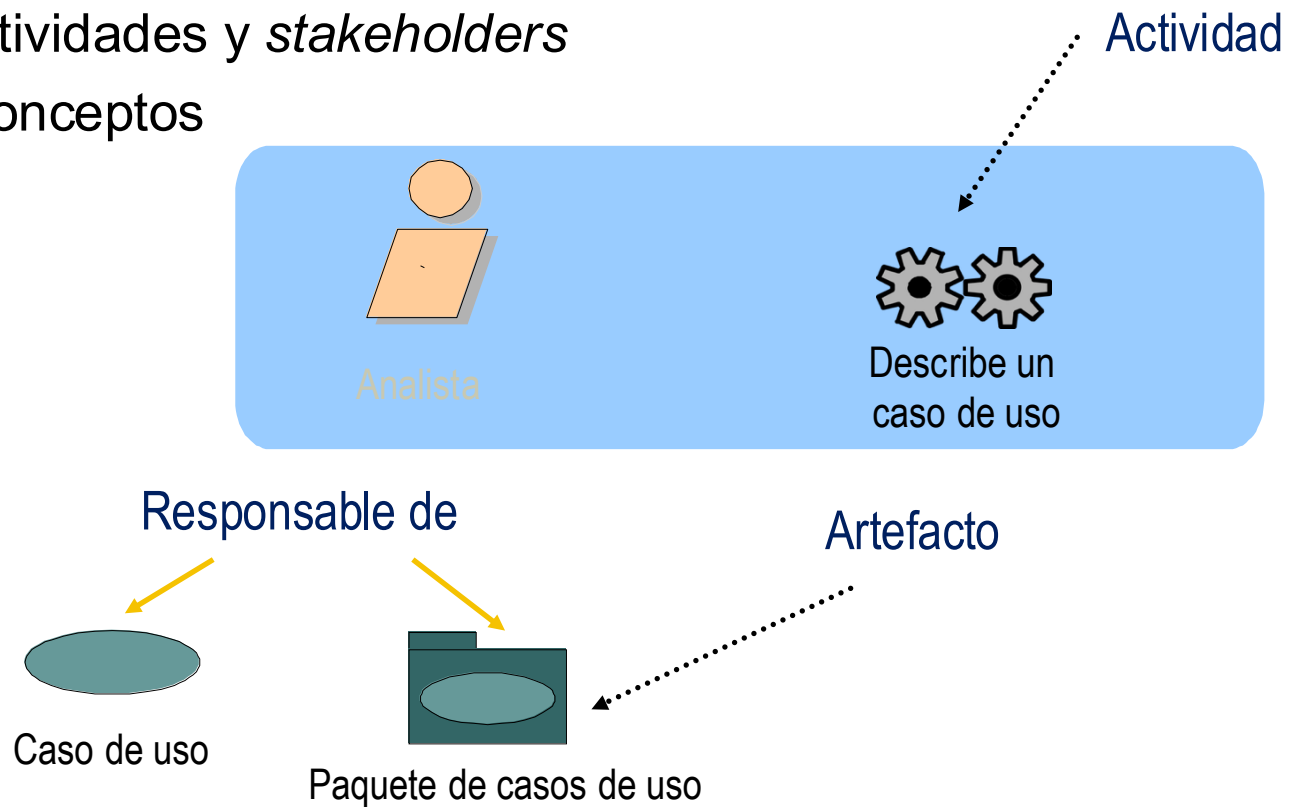 tividades y stakeholders
Actividad
onceptos
Analista
Describe un
caso de uso
Responsable de
Artefacto
Caso de uso
Paquete de casos de uso